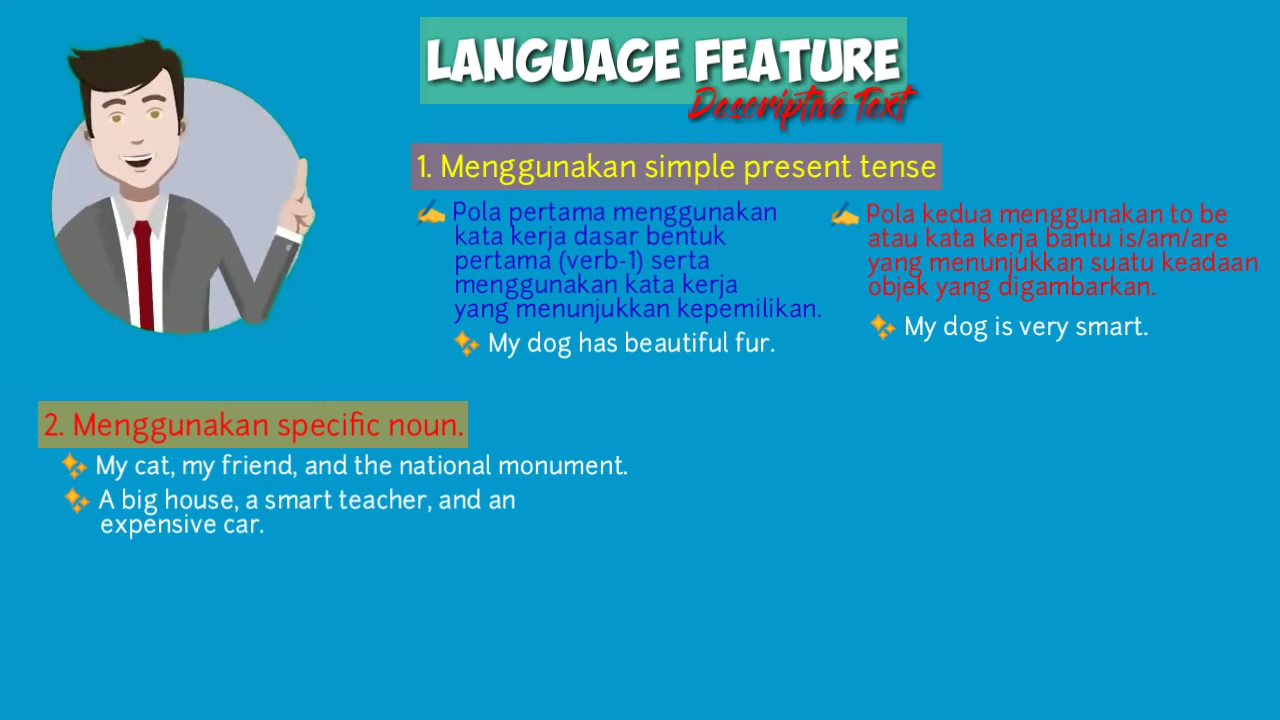 LANGUAGE FEATURE
Descriptive Text
1. Menggunakan simple present tense
Pola pertama menggunakan
kata kerja dasar bentuk
pertama (verb-1) serta
menggunakan kata kerja
yang menunjukkan kepemilikan.
My dog has beautiful fur.
Pola kedua menggunakan to be
atau kata kerja bantu is/am/are
yang menunjukkan suatu keadaan
objek yang digambarkan.
My dog is very smart.
2. Menggunakan specific noun.
My cat, my friend, and the national monument.
A big house, a smart teacher, and an
expensive car.